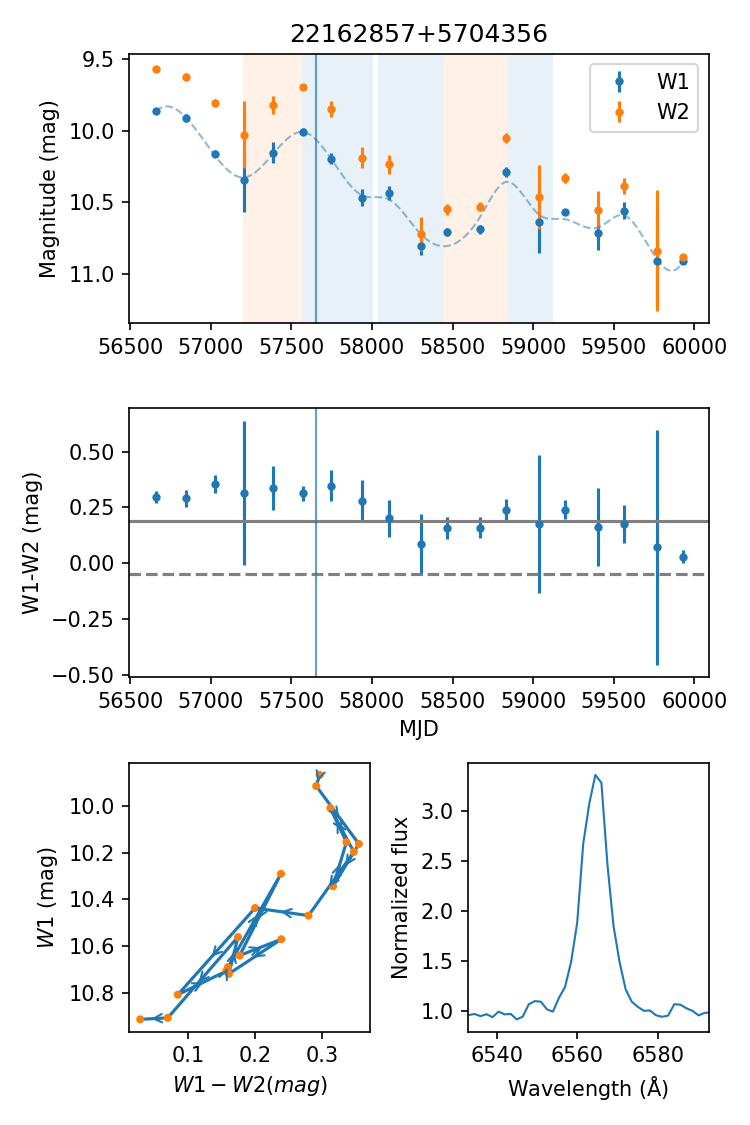 22162857+5704356
Magnitude (mag)
9.5
10.0
10.5
11.0
W1
W2
56500 57000 57500 58000 58500 59000 59500 60000
W1-W2 (mag)
0.50
0.25
0.00
−0.25
−0.50
56500 57000 57500 58000 58500 59000 59500 60000
MJD
W1 (mag)
10.0
10.2
10.4
10.6
10.8
0.1 0.2 0.3
W1 − W2(mag)
Normalized flux
3.0
2.5
2.0
1.5
1.0
6540 6560 6580
Wavelength (Å)